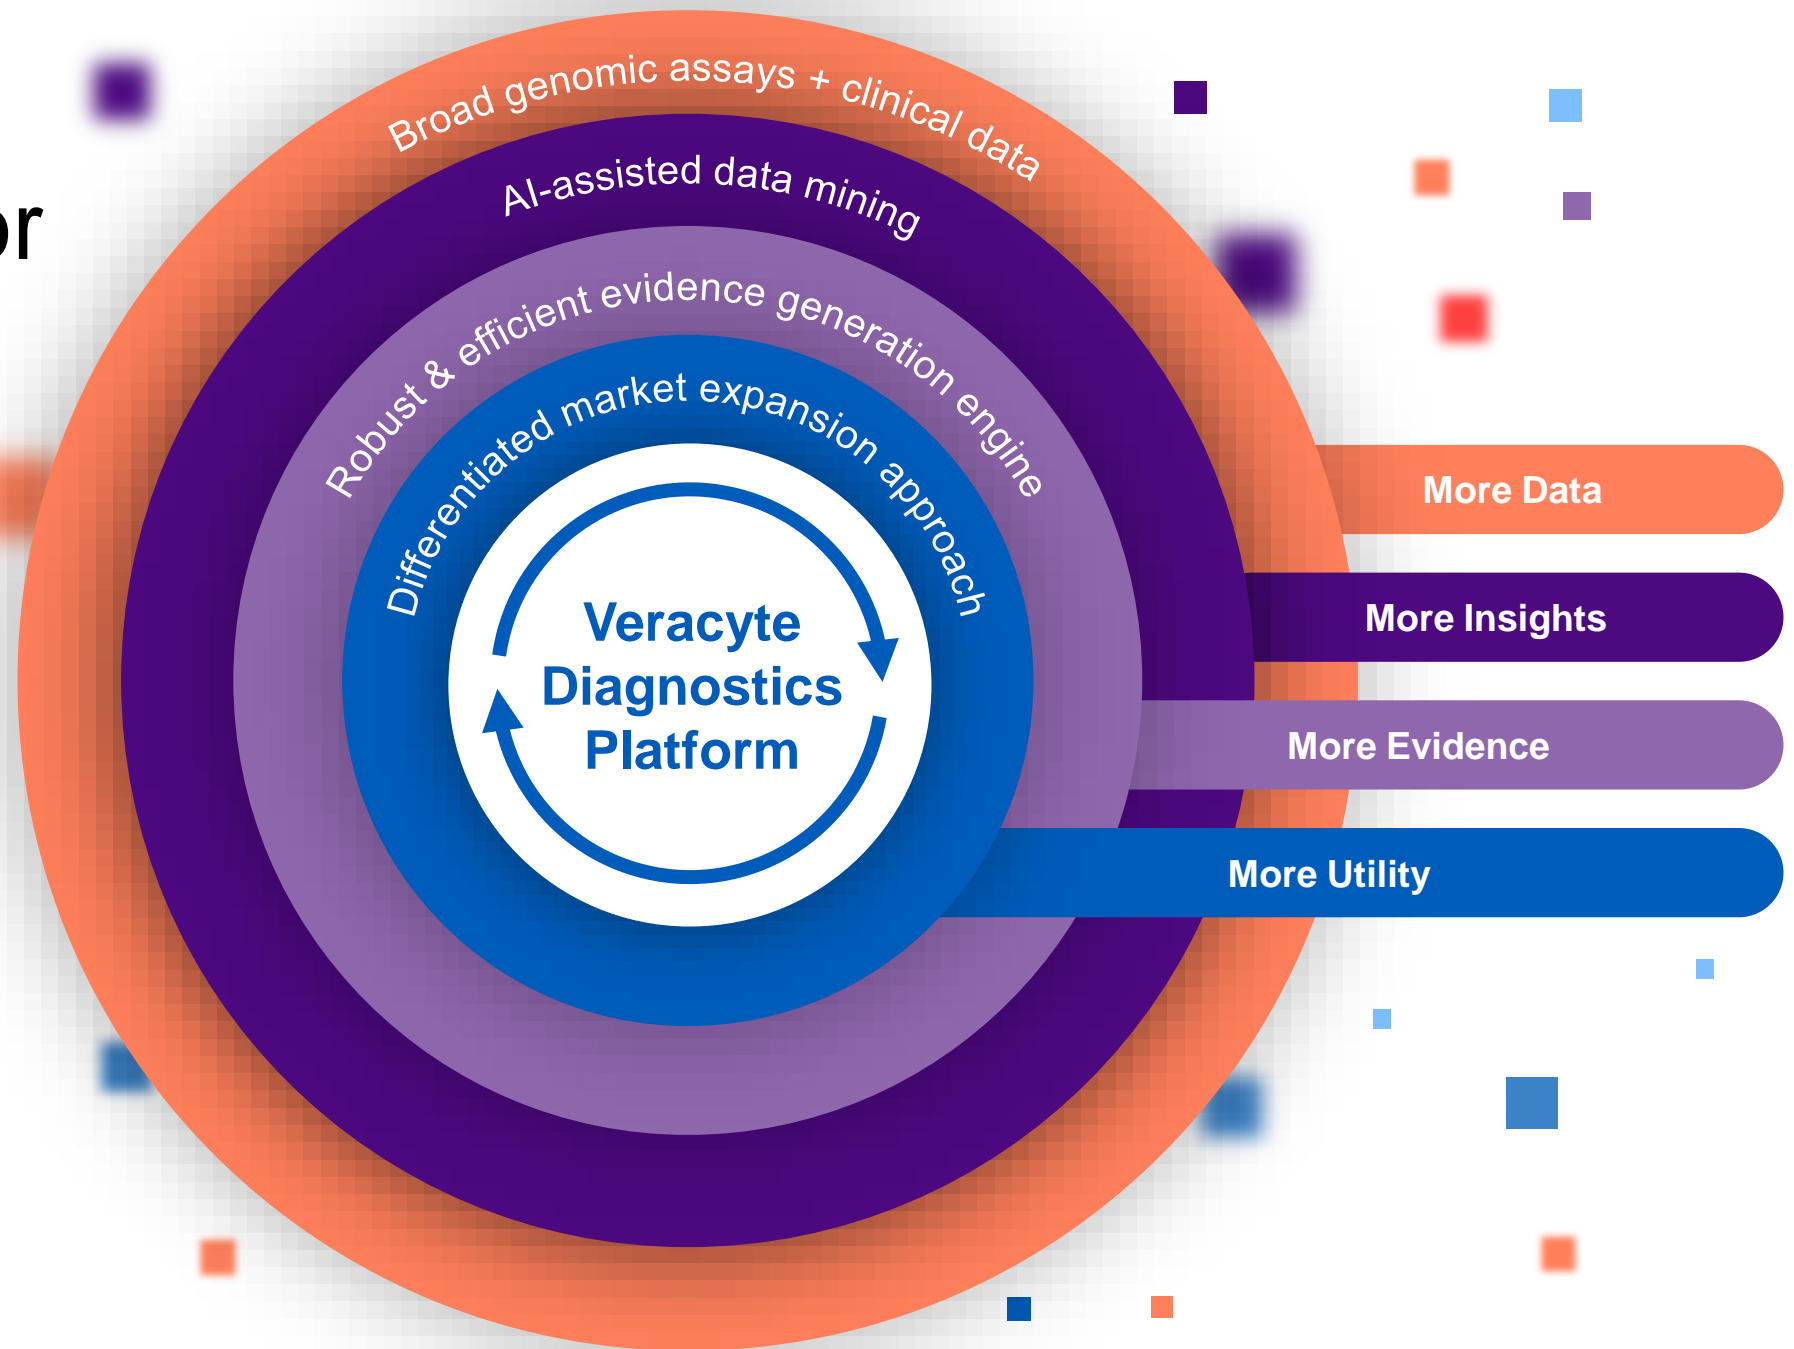 Broad genomic assays + clinical data
AI-assisted data mining
or
Robust & efficient evidence generation engine
Differentiated market expansion approach
More Data
Veracyte
Diagnostics
Platform
More Insights
More Evidence
More Utility